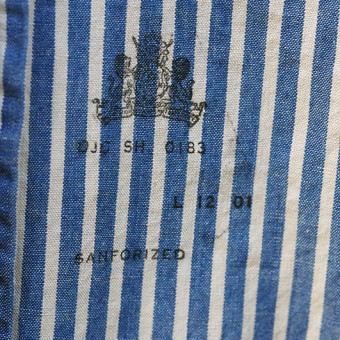 DJC SH 0183
L 12 01
SANFORIZED